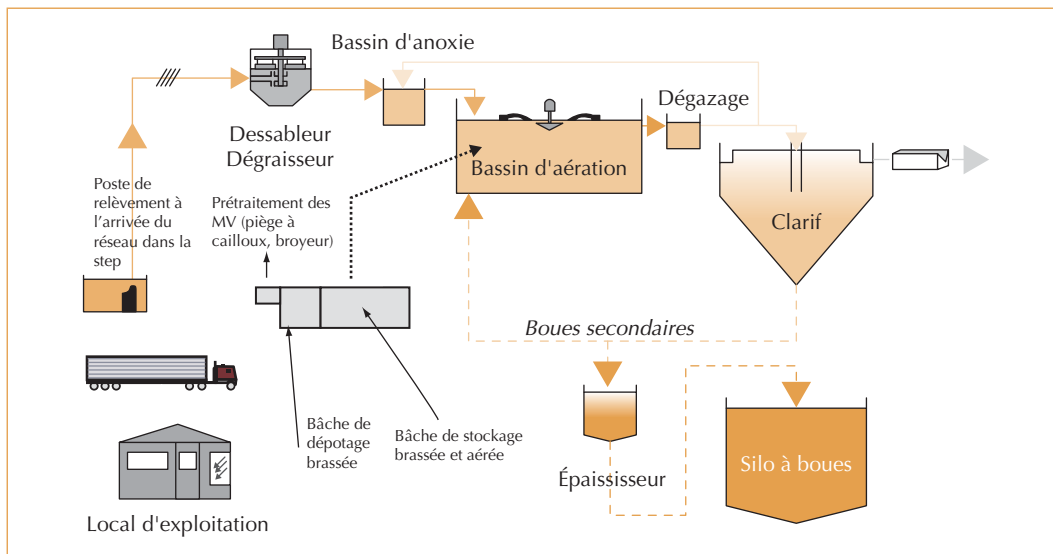 Bassin d'anoxie
Dessableur
Dégraisseur
Dégazage
Bassin d'aération
Poste de
relèvement à
l'arrivée du
réseau dans la
step
Prétraitement des
MV (piège à
cailloux, broyeur)
Clarif
Boues secondaires
Bâche de
dépotage
brassée
Bâche de stockage
brassée et aérée
Épaississeur
Silo à boues
Local d'exploitation